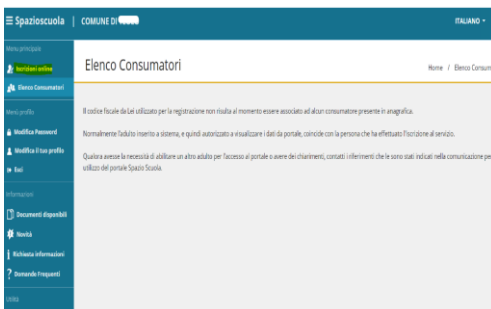 Spazioscuola | COMUNE DI
ITALIANO
Menu principale
Iscrizioni online
Elenco Consumatori
Menù profilo
Modifica Password
Modifica il tuo profilo
Esci
Informazioni
Documenti disponibili
Novità
Richiesta informazioni
Domande Frequenti
Utilità
Elenco Consumatori
Home / Elenco Consum
Il codice fiscale da Lei utilizzato per la registrazione non risulta al momento essere associato ad alcun consumatore presente in anagrafica.
Normalmente l'adulto inserito a sistema, e quindi autorizzato a visualizzare i dati da portale, coincide con la persona che ha effettuato l'iscrizione al servizio.
Qualora avesse la necessità di abilitare un altro adulto per l'accesso al portale o avere dei chiarimenti, contatti i riferimenti che le sono stati indicati nella comunicazione pe
utilizzo del portale Spazio Scuola.